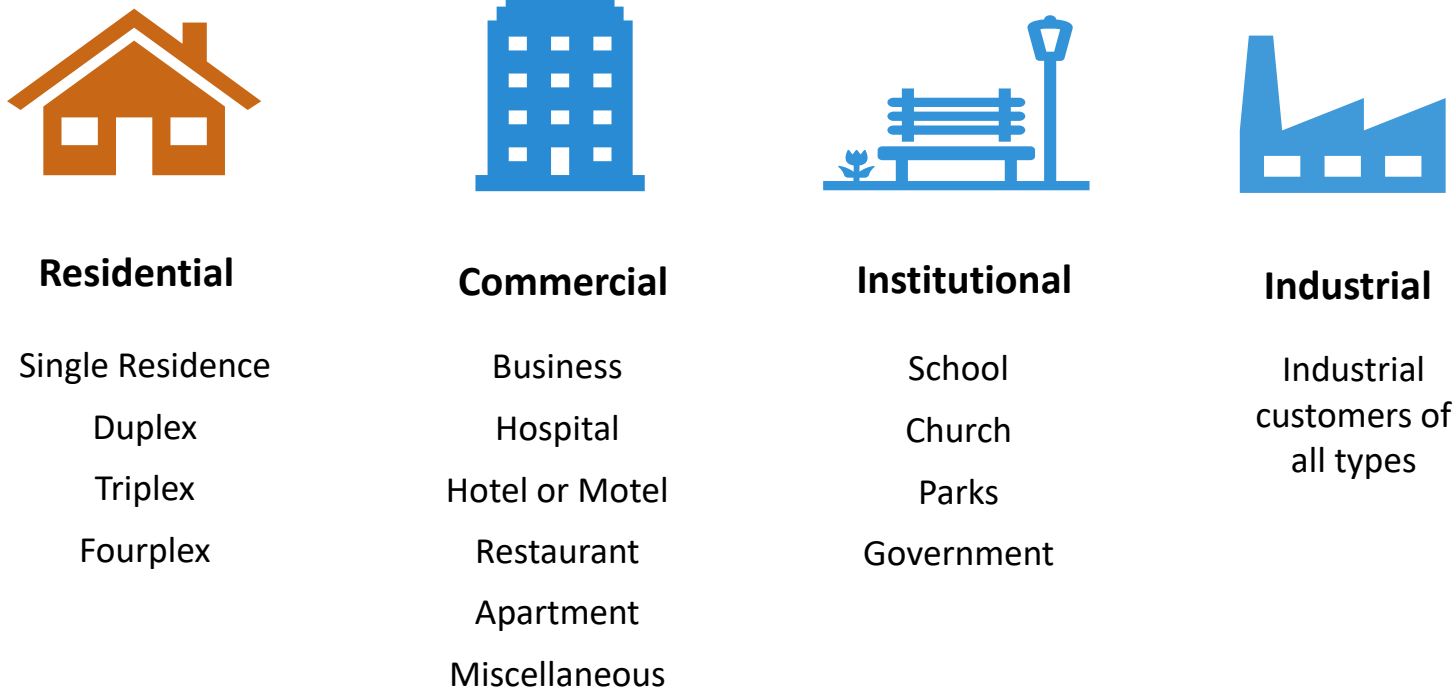 Residential
Single Residence
Duplex
Triplex
Fourplex
Commercial
Business
Hospital
Hotel or Motel
Restaurant
Apartment
Miscellaneous
Institutional
School
Church
Parks
Government
Industrial
Industrial
customers of
all types